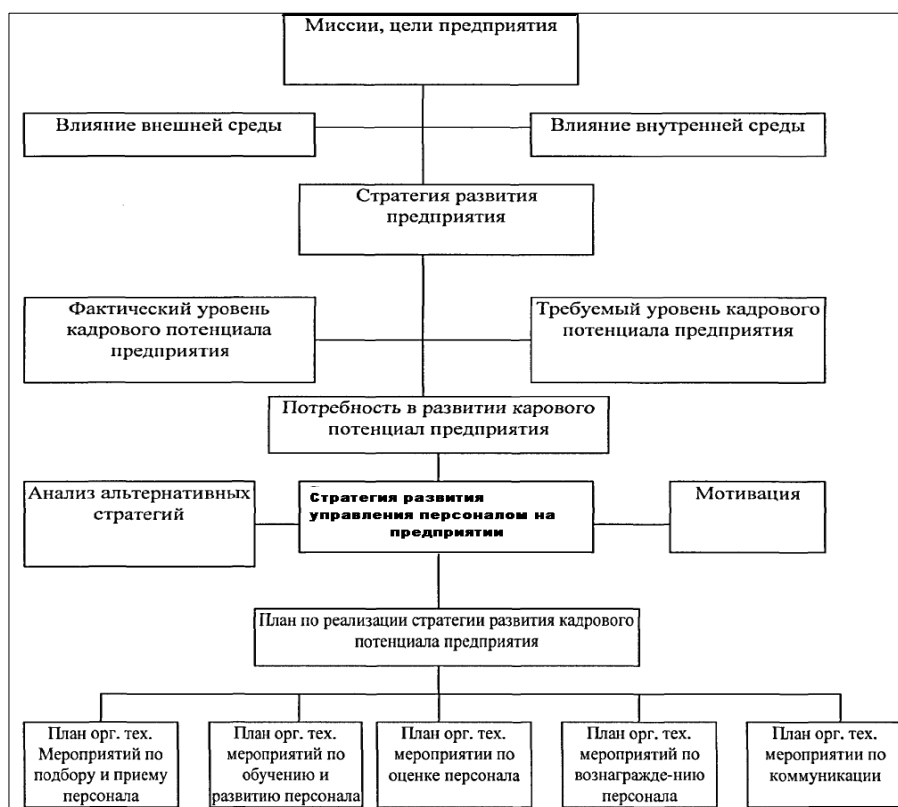 Миссии, цели предприятия
Влияние внешней среды
Влияние внутренней среды
Стратегия развития
предприятия
Фактический уровень
кадрового потенциала
предприятия
Требуемый уровень кадрового
потенциала предприятия
Потребность в развитии карового
потенциал предприятия
Анализ альтернативных
стратегий
Стратегия развития
управления персоналом на
предприятии
Мотивация
План по реализации стратегии развития кадрового
потенциала предприятия
План орг. тех.
Мероприятий по
подбору и приему
персонала
План орг. тех.
мероприятий по
обучению и
развитию персонала
План орг. тех.
мероприятии по
оценке персонала
План орг. тех.
мероприятий по
вознагражде-нию
персонала
План орг. тех.
мероприятии по
коммуникации